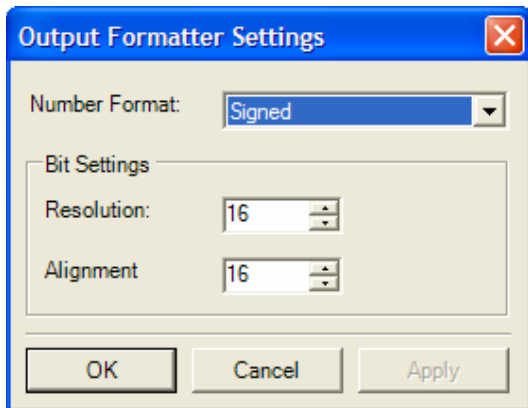 Output Formatter Settings
Number Format: Signed
Bit Settings
Resolution: 16
Alignment 16
OK Cancel Apply